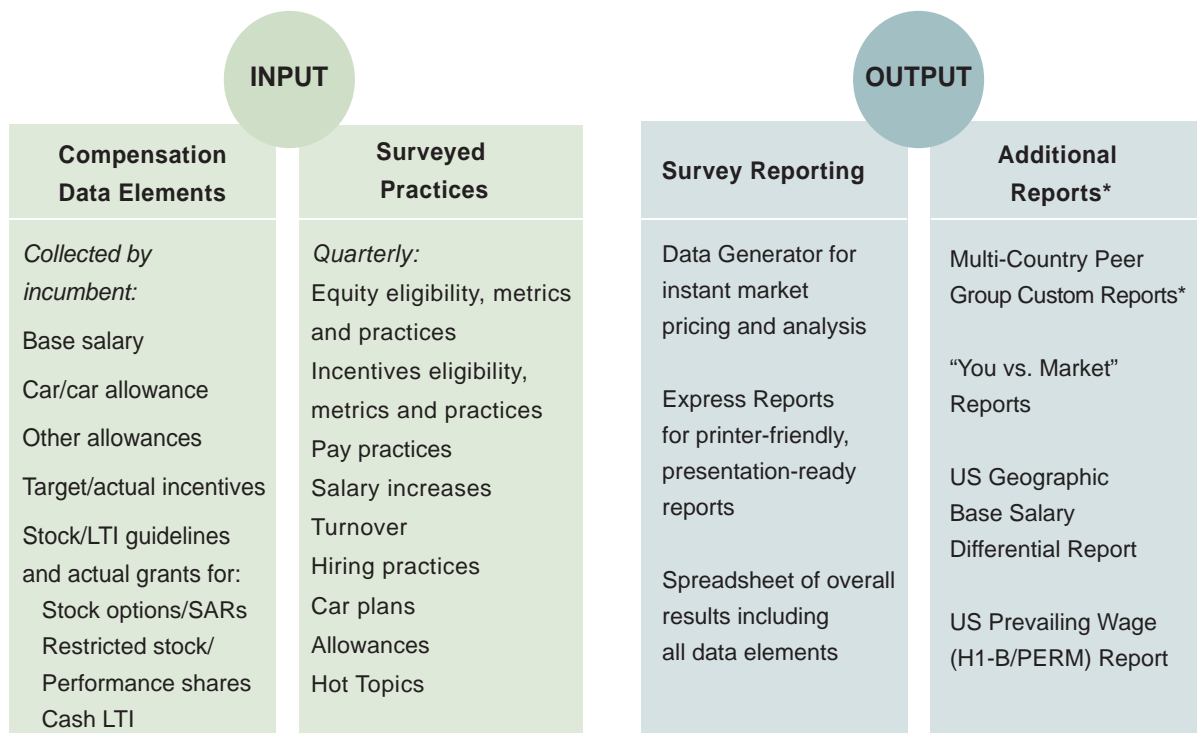 INPUT
Compensation
Data Elements
Collected by
incumbent:
Base salary
Car/car allowance
Other allowances
Target/actual incentives
Stock/LTI guidelines
and actual grants for:
Stock options/SARs
Restricted stock/
Performance shares
Cash LTI
Surveyed
Practices
Quarterly:
Equity eligibility, metrics
and practices
Incentives eligibility,
metrics and practices
Pay practices
Salary increases
Turnover
Hiring practices
Car plans
Allowances
Hot Topics
OUTPUT
Survey Reporting
Data Generator for
instant market
pricing and analysis
Express Reports
for printer-friendly,
presentation-ready
reports
Spreadsheet of overall
results including
all data elements
Additional
Reports*
Multi-Country Peer
Group Custom Reports*
“You vs. Market”
Reports
US Geographic
Base Salary
Differential Report
US Prevailing Wage
(H1-B/PERM) Report